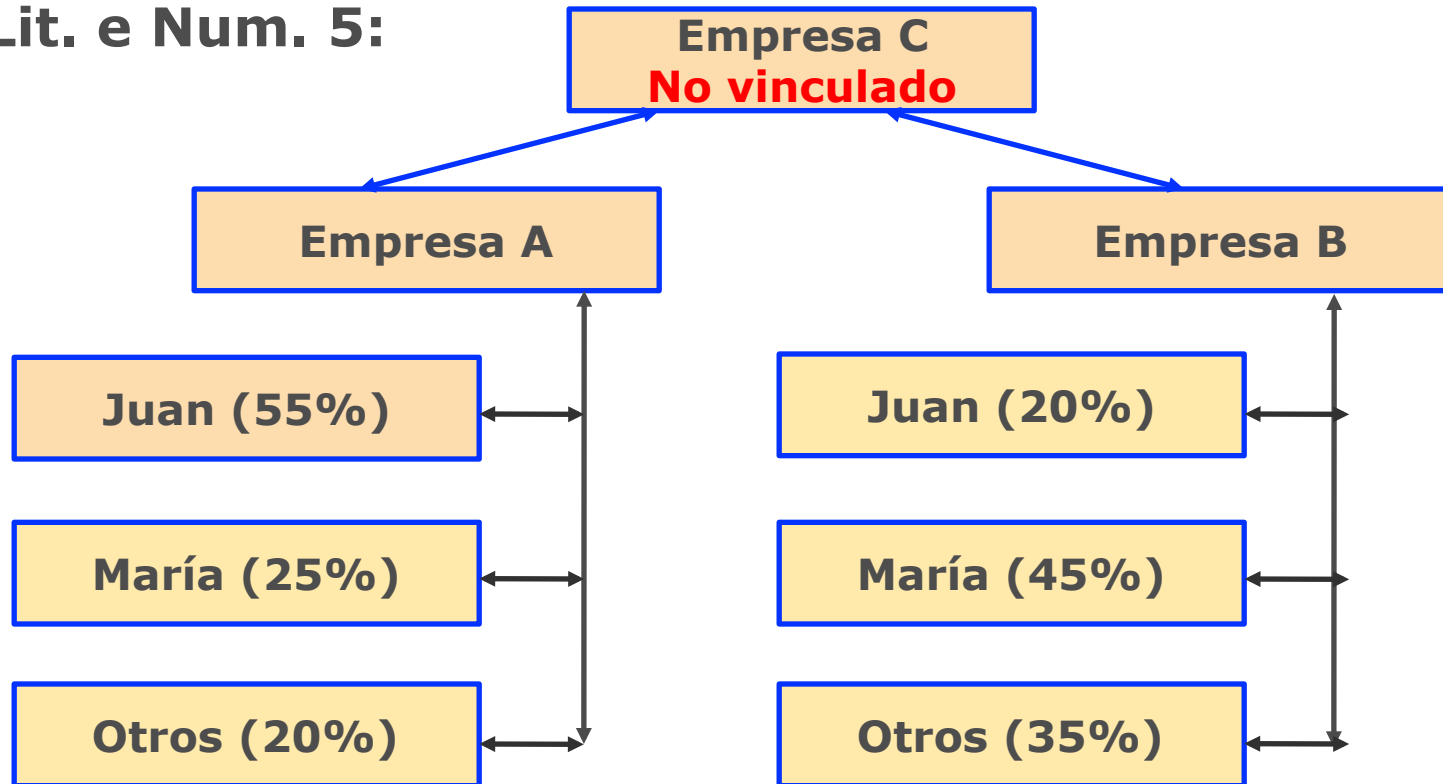 Lit. e Num. 5:
Empresa C
No vinculado
Empresa A
Empresa B
Juan (55%)
Juan (20%)
María (25%)
María (45%)
Otros (20%)
Otros (35%)